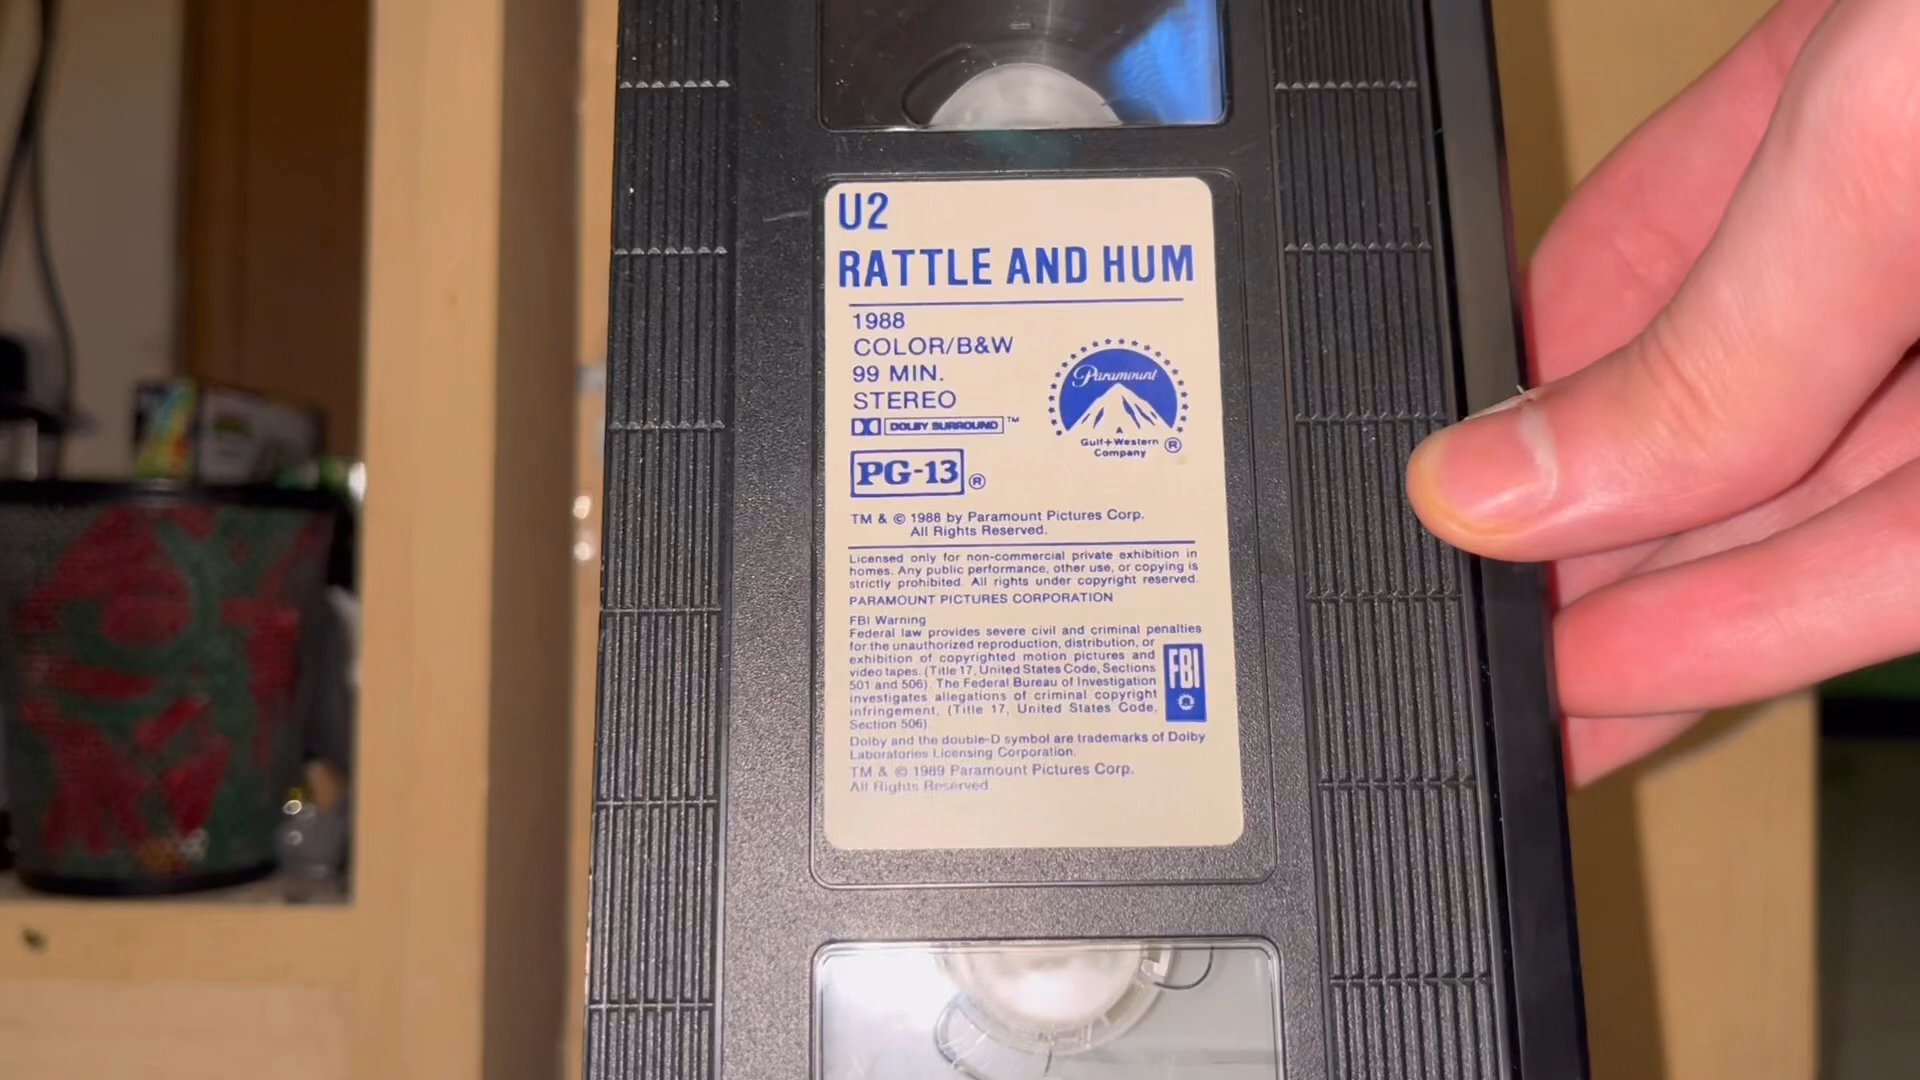 U2
RATTLE AND HUM
1988
COLOR/B&W
99 MIN.
STEREO
DOLBY SURROUND™
Paramount
A
Gulf+Western
Company ®
PG-13 ®
TM & © 1988 by Paramount Pictures Corp.
All Rights Reserved.
Licensed only for non-commercial private exhibition in
homes. Any public performance, other use, or copying is
strictly prohibited. All rights under copyright reserved.
PARAMOUNT PICTURES CORPORATION
FBI Warning
Federal law provides severe civil and criminal penalties
for the unauthorized reproduction, distribution, or
exhibition of copyrighted motion pictures and
video tapes. (Title 17, United States Code, Sections
501 and 506). The Federal Bureau of Investigation
investigates allegations of criminal copyright
infringement, (Title 17, United States Code,
Section 506).
FBI
Dolby and the double-D symbol are trademarks of Dolby
Laboratories Licensing Corporation.
TM & © 1989 Paramount Pictures Corp.
All Rights Reserved.